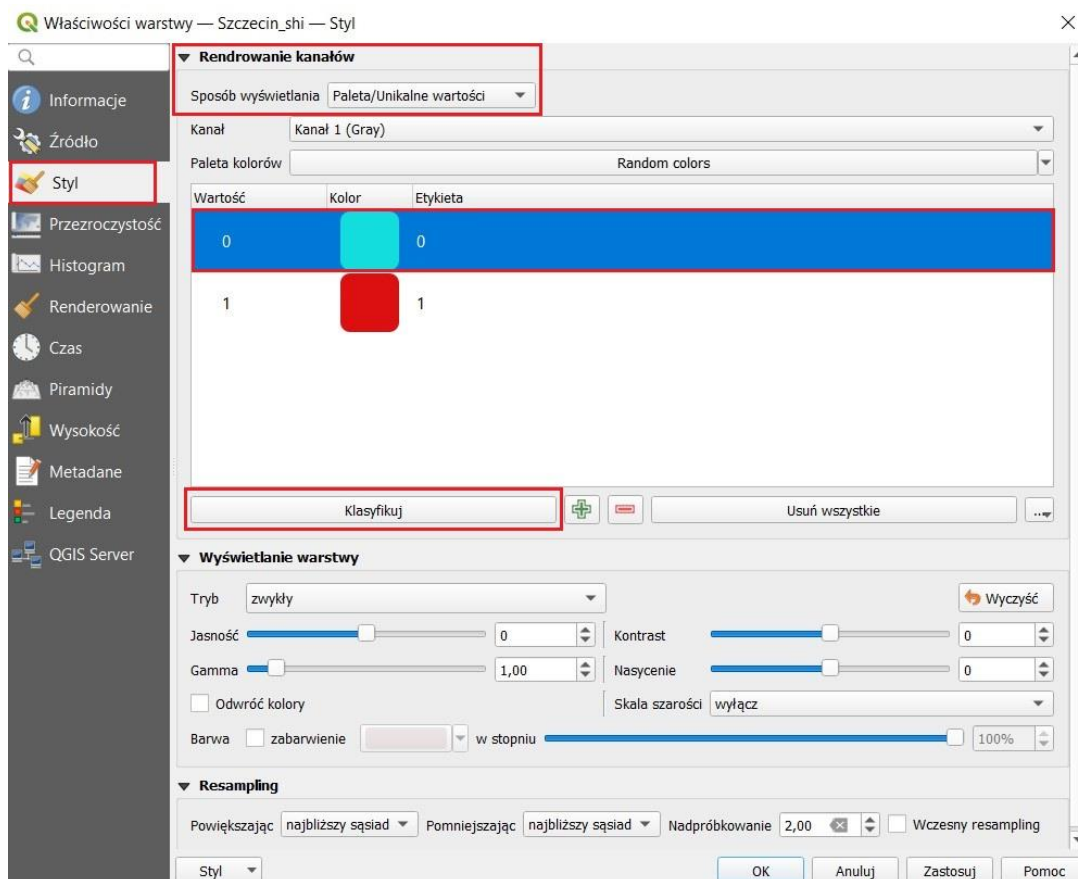 Właściwości warstwy — Szczecin_shi — Styl
Informacje
Źródło
Styl
Przezroczystość
Histogram
Renderowanie
Czas
Piramidy
Wysokość
Metadane
Legenda
QGIS Server
Rendrowanie kanałów
Sposób wyświetlania Paleta/Unikalne wartości
Kanał Kanał 1 (Gray)
Paleta kolorów Random colors
Wartość Kolor Etykieta
0 0
1 1
Klasyfikuj Usuń wszystkie ...
Wyświetlanie warstwy
Tryb zwykły Wyczyść
Jasność 0 Kontrast 0
Gamma 1,00 Nasycenie 0
Odwróć kolory Skala szarości wyłącz
Barwa zabarwienie w stopniu 100%
Resampling
Powiększając najbliższy sąsiad Pomniejszając najbliższy sąsiad Nadpróbkowanie 2,00 Wczesny resampling
Styl OK Anuluj Zastosuj Pomoc